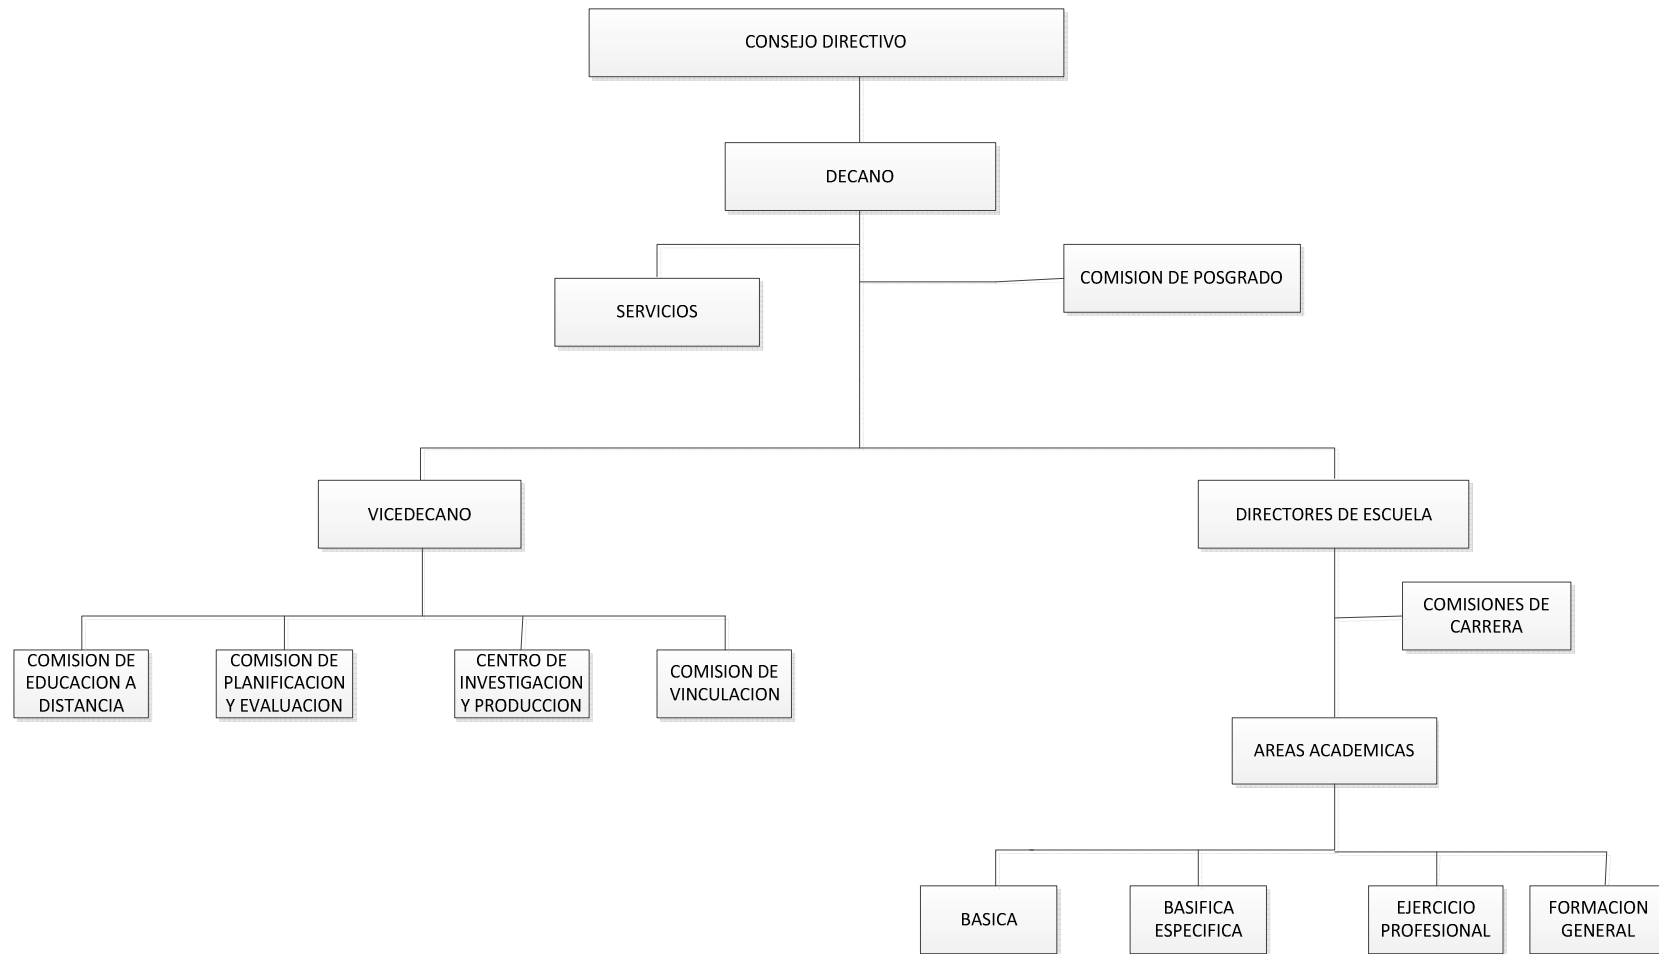 CONSEJO DIRECTIVO
DECANO
SERVICIOS
COMISION DE POSGRADO
VICEDECANO
DIRECTORES DE ESCUELA
COMISIONES DE
CARRERA
COMISION DE
EDUCACION A
DISTANCIA
COMISION DE
PLANIFICACION
Y EVALUACION
CENTRO DE
INVESTIGACION
Y PRODUCCION
COMISION DE
VINCULACION
AREAS ACADEMICAS
BASICA
BASIFICA
ESPECIFICA
EJERCICIO
PROFESIONAL
FORMACION
GENERAL